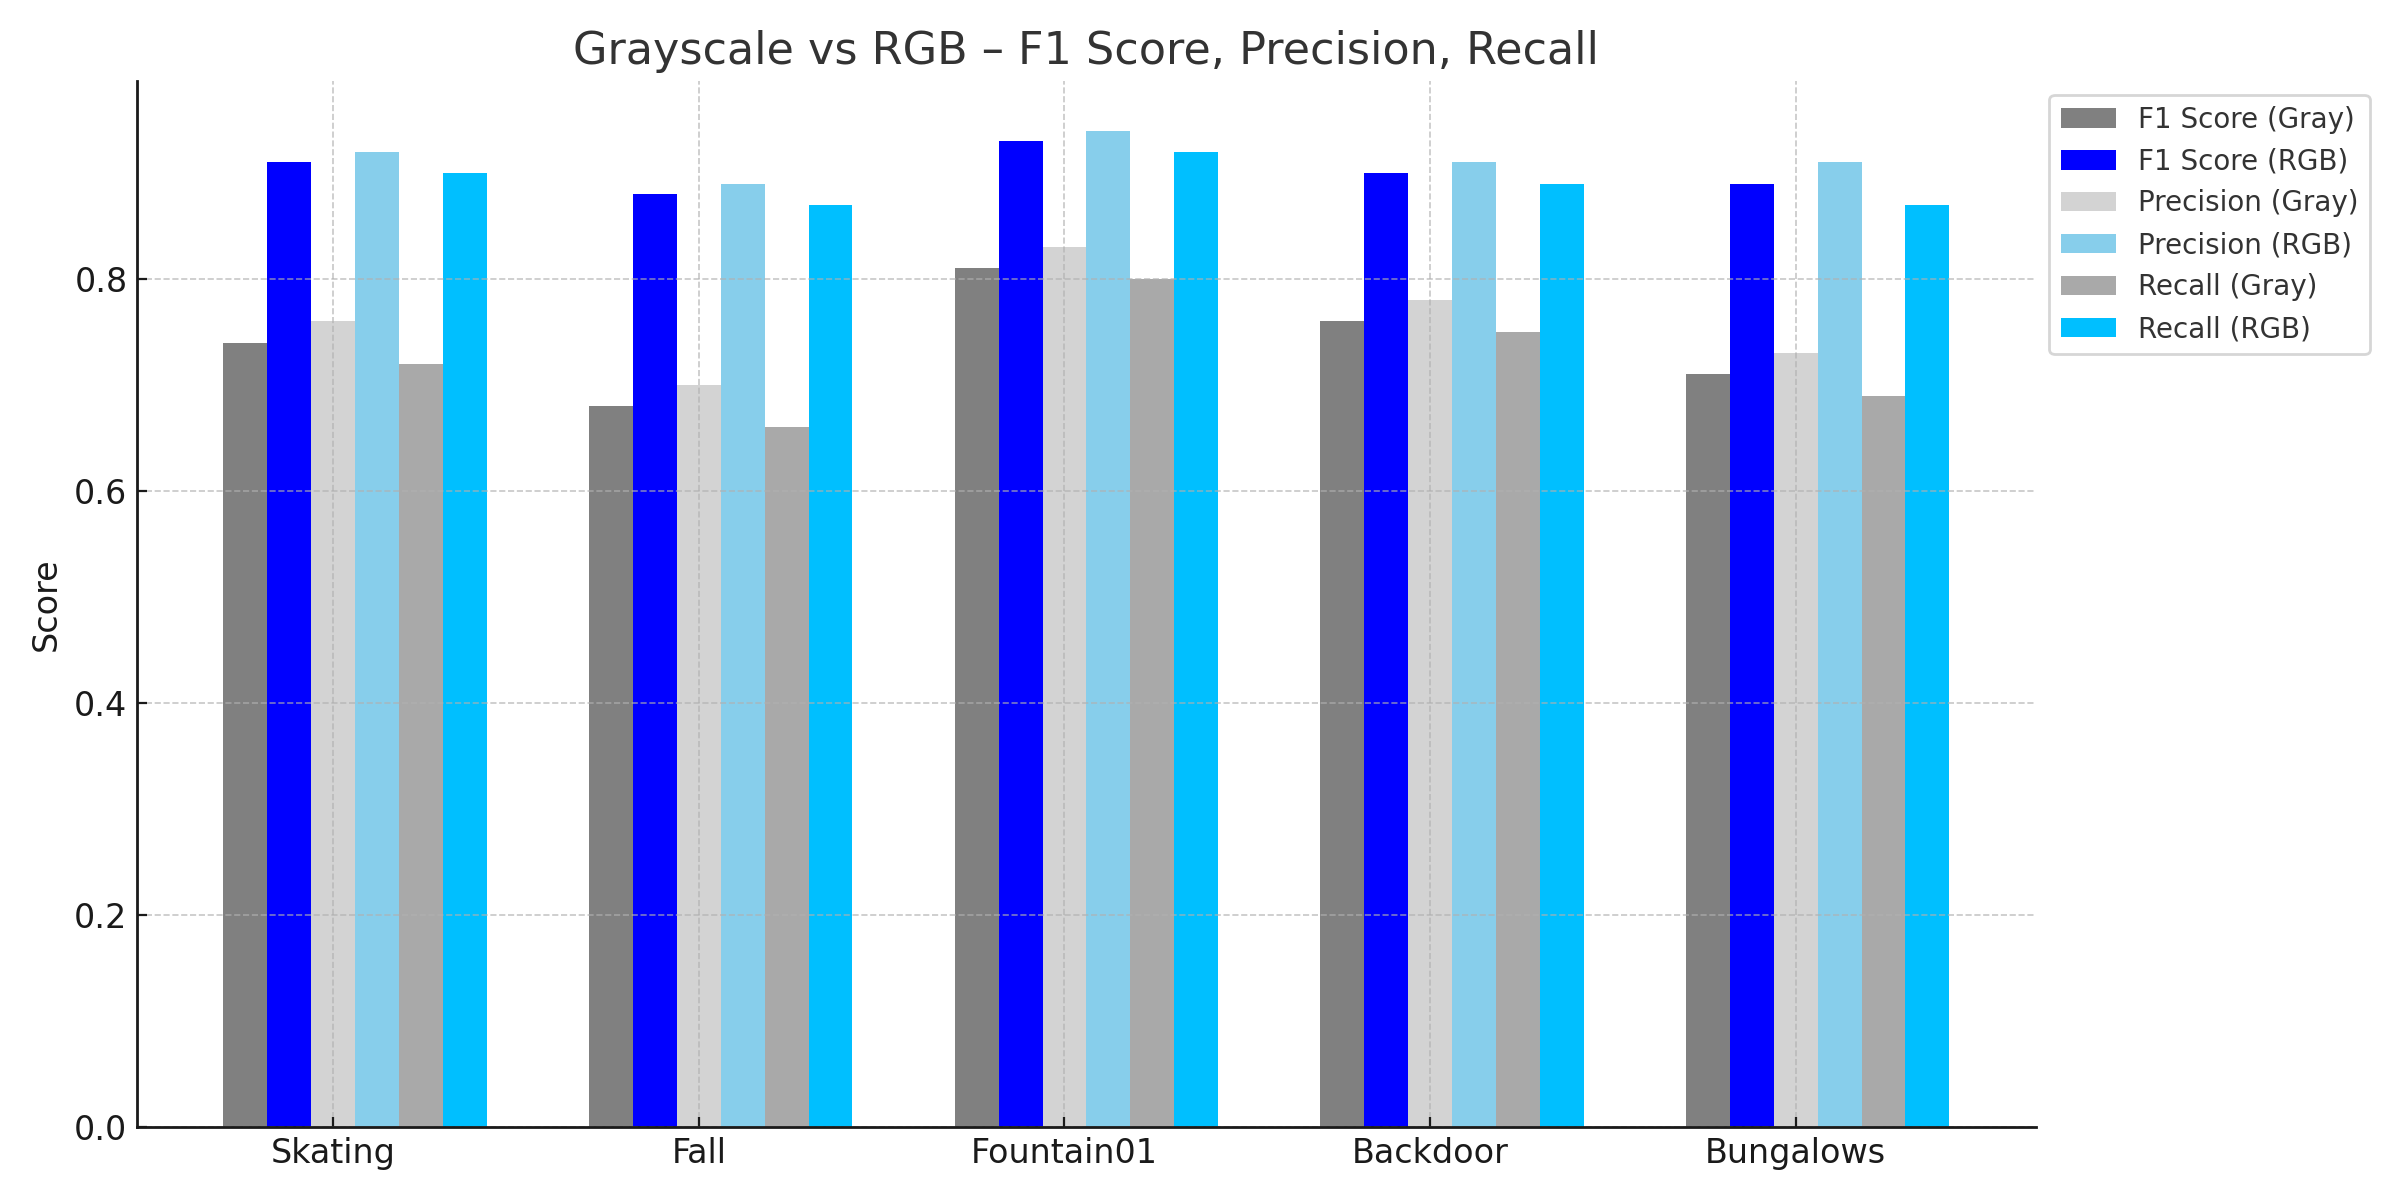 Grayscale vs RGB – F1 Score, Precision, Recall
F1 Score (Gray)
F1 Score (RGB)
Precision (Gray)
Precision (RGB)
Recall (Gray)
Recall (RGB)
Score
0.8
0.6
0.4
0.2
0.0
Skating Fall Fountain01 Backdoor Bungalows